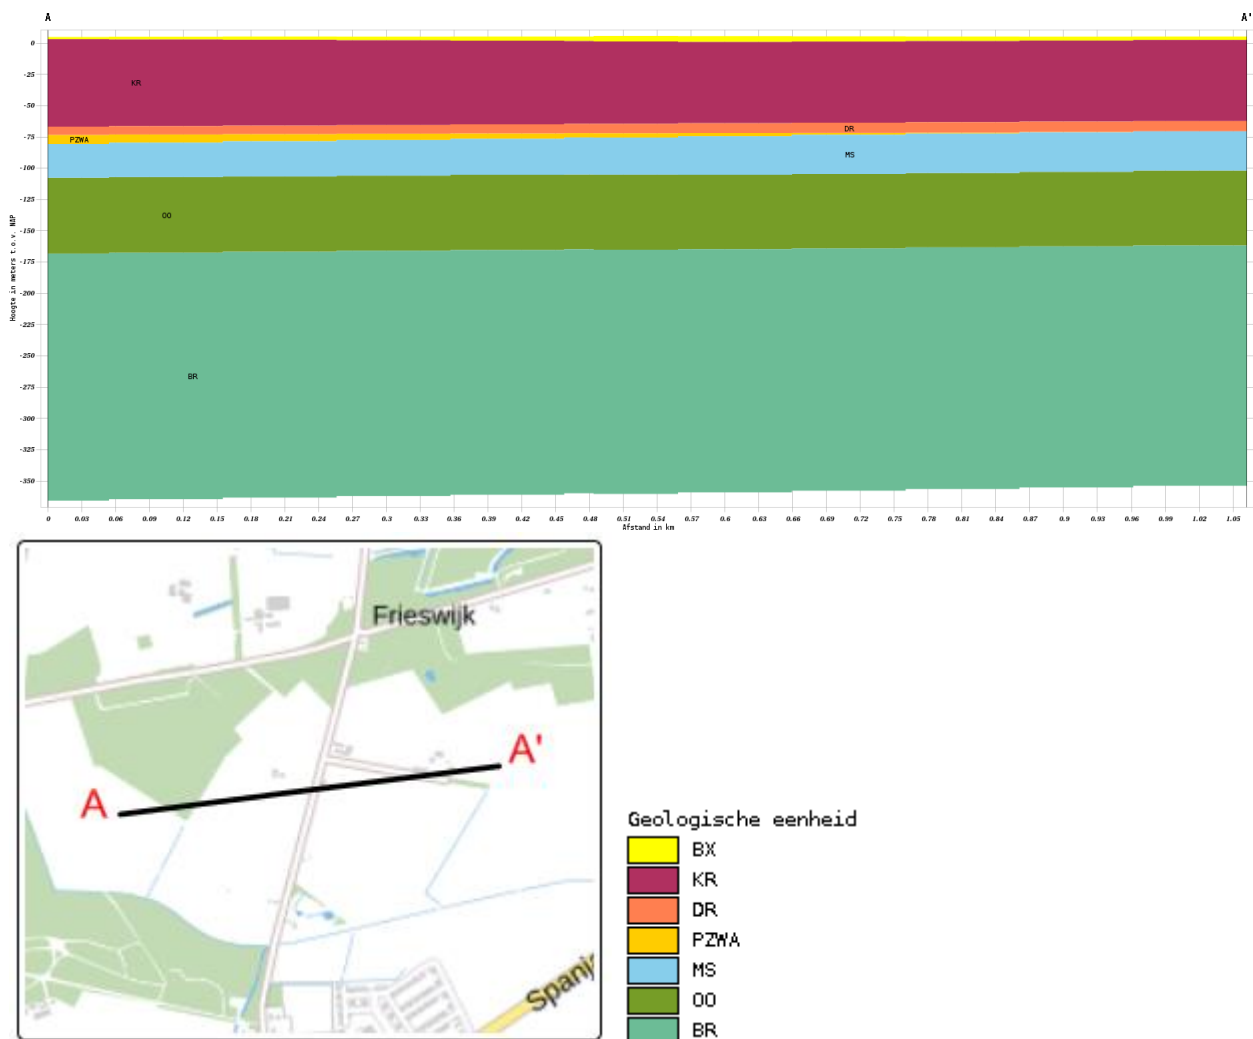 A A'
0
-25
-50
-75
-100
-125
-150
-175
-200
-225
-250
-275
-300
-325
-350
Hoogte in meters t.o.v. NAP
KR
DR
PZWA
MS
OO
BR
0 0.03 0.06 0.09 0.12 0.15 0.18 0.21 0.24 0.27 0.3 0.33 0.36 0.39 0.42 0.45 0.48 0.51 0.54 0.57 0.6 0.63 0.66 0.69 0.72 0.75 0.78 0.81 0.84 0.87 0.9 0.93 0.96 0.99 1.02 1.05
Afstand in km
Frieswijk
A'
A
Spanj
Geologische eenheid
BX
KR
DR
PZWA
MS
OO
BR